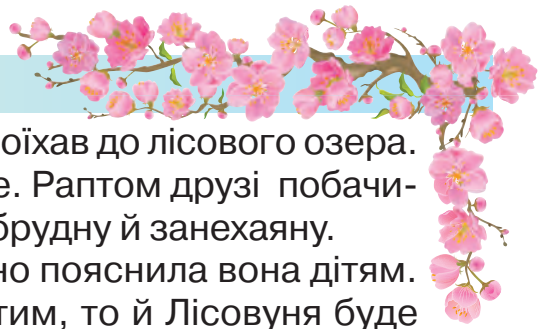 оїхав до лісового озера.
е. Раптом друзі побачи-
брудну й занехаяну.
но пояснила вона дітям.
тим, то й Лісовуня буде